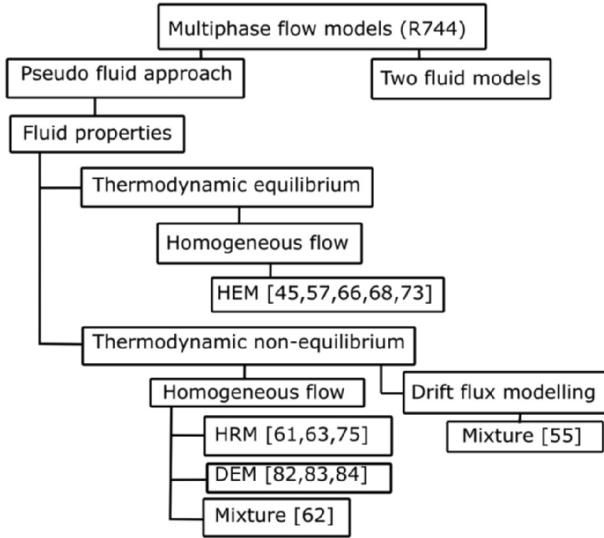 Multiphase flow models (R744)
Pseudo fluid approach
Two fluid models
Fluid properties
Thermodynamic equilibrium
Homogeneous flow
HEM [45,57,66,68,73]
Thermodynamic non-equilibrium
Homogeneous flow
Drift flux modelling
HRM [61,63,75]
Mixture [55]
DEM [82,83,84]
Mixture [62]